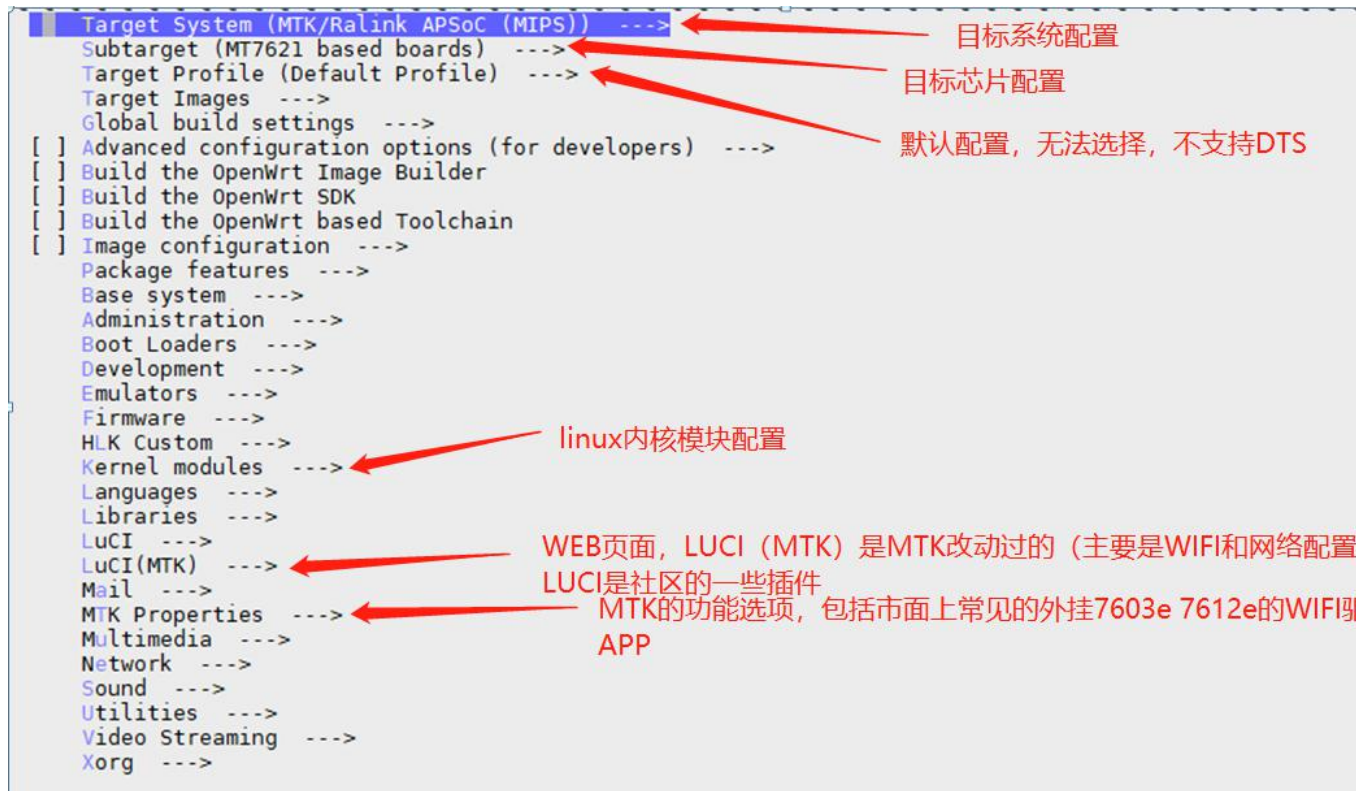 Target System (MTK/Ralink APSoC (MIPS))  --->
目标系统配置
Subtarget (MT7621 based boards)  --->
目标芯片配置
Target Profile (Default Profile)  --->
默认配置，无法选择，不支持DTS
Target Images  --->
Global build settings  --->
[ ] Advanced configuration options (for developers)  --->
[ ] Build the OpenWrt Image Builder
[ ] Build the OpenWrt SDK
[ ] Build the OpenWrt based Toolchain
[ ] Image configuration  --->
Package features  --->
Base system  --->
Administration  --->
Boot Loaders  --->
Development  --->
Emulators  --->
Firmware  --->
HLK Custom  --->
Kernel modules  --->
linux内核模块配置
Languages  --->
Libraries  --->
LuCI  --->
LuCI(MTK)  --->
WEB页面，LUCI（MTK）是MTK改动过的（主要是WIFI和网络配置
LUCI是社区的一些插件
Mail  --->
MTK Properties  --->
MTK的功能选项，包括市面上常见的外挂7603e 7612e的WIFI
APP
Multimedia  --->
Network  --->
Sound  --->
Utilities  --->
Video Streaming  --->
Xorg  --->